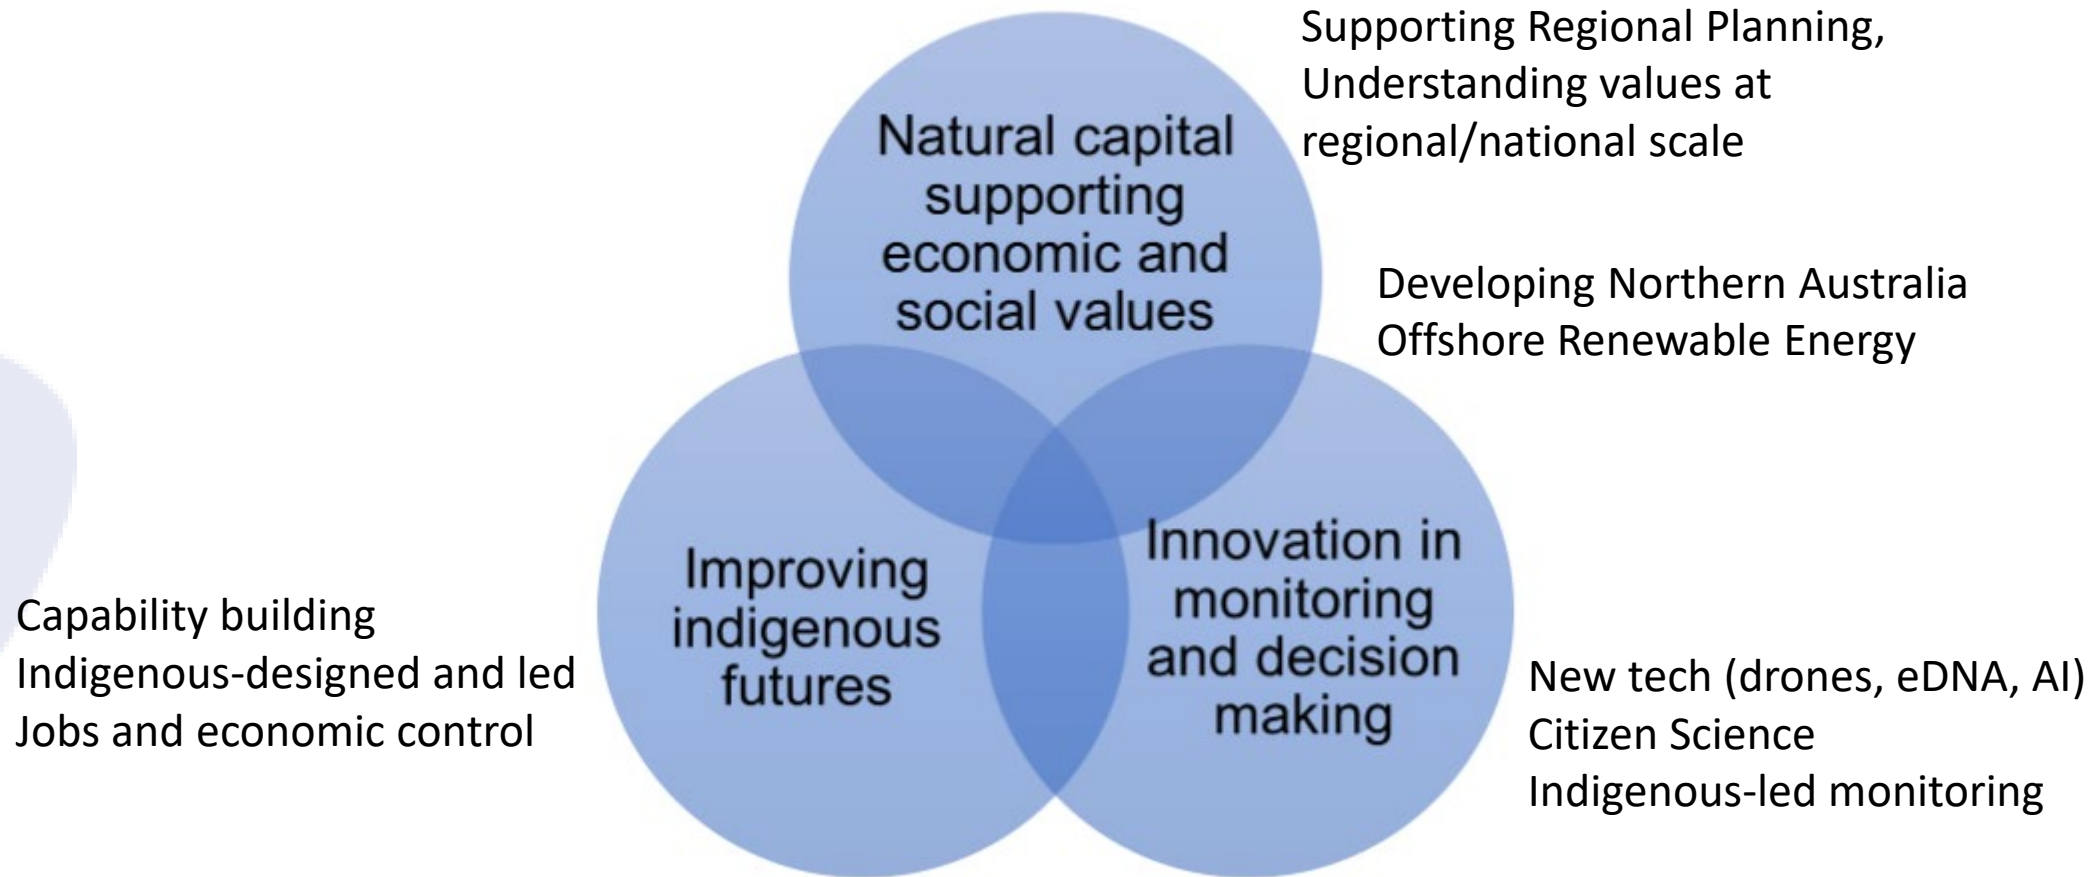 Supporting Regional Planning,
Understanding values at
regional/national scale
Natural capital
supporting
economic and
social values
Developing Northern Australia
Offshore Renewable Energy
Improving
indigenous
futures
Innovation in
monitoring
and decision
making
Capability building
Indigenous-designed and led
Jobs and economic control
New tech (drones, eDNA, AI)
Citizen Science
Indigenous-led monitoring